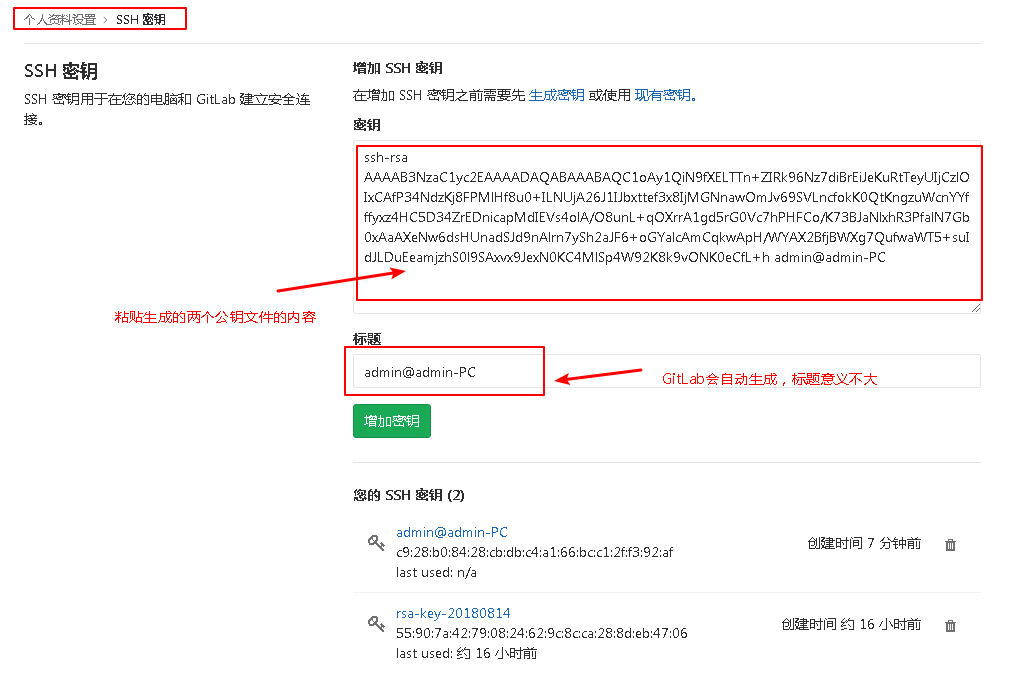 个人资料设置 › SSH 密钥
SSH 密钥
SSH 密钥用于在您的电脑和 GitLab 建立安全连
接。
增加 SSH 密钥
在增加 SSH 密钥之前需要先 生成密钥 或使用 现有密钥。
密钥
ssh-rsa
AAAAB3NzaC1yc2EAAAADAQABAAABAQC1oAy1QiN9fXELTTn+ZIRk96Nz7diBrEiJeKuRtTeyUIjCzlO
IxCAfP34NdzKj8FPMlHf8u0+ILNUjA26J1IJbxttef3x8IjMGNnawOmJv69SVLncfokK0QtKngzuWcnYYf
ffyxz4HC5D34ZrEDnicapMdIEVs4olA/O8unL+qOXrrA1gd5rG0Vc7hPHFCo/K73BJaNlxhR3PfaIN7Gb
0xAaAXeNw6dsHUnadSJd9nAlrn7ySh2aJF6+oGYalcAmCqkwApH/WYAX2BfjBWXg7QufwaWT5+suI
dJLDuEeamjzhS0l9SAxvx9JexN0KC4MlSp4W92K8k9vONK0eCfL+h admin@admin-PC
粘贴生成的两个公钥文件的内容
标题
admin@admin-PC
GitLab会自动生成，标题意义不大
增加密钥
您的 SSH 密钥 (2)
admin@admin-PC
c9:28:b0:84:28:cb:db:c4:a1:66:bc:c1:2f:f3:92:af
last used: n/a
创建时间 7 分钟前
rsa-key-20180814
55:90:7a:42:79:08:24:62:9c:8c:ca:28:8d:eb:47:06
last used: 约 16 小时前
创建时间 约 16 小时前